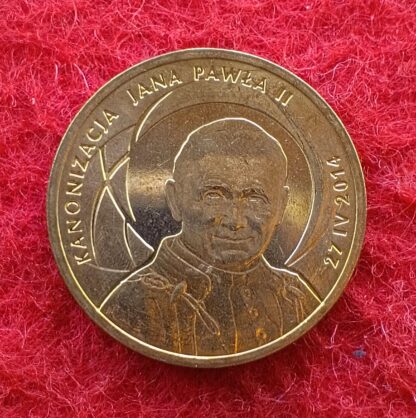 KANONIZACJA JANA PAWŁA II
27 IV 2014